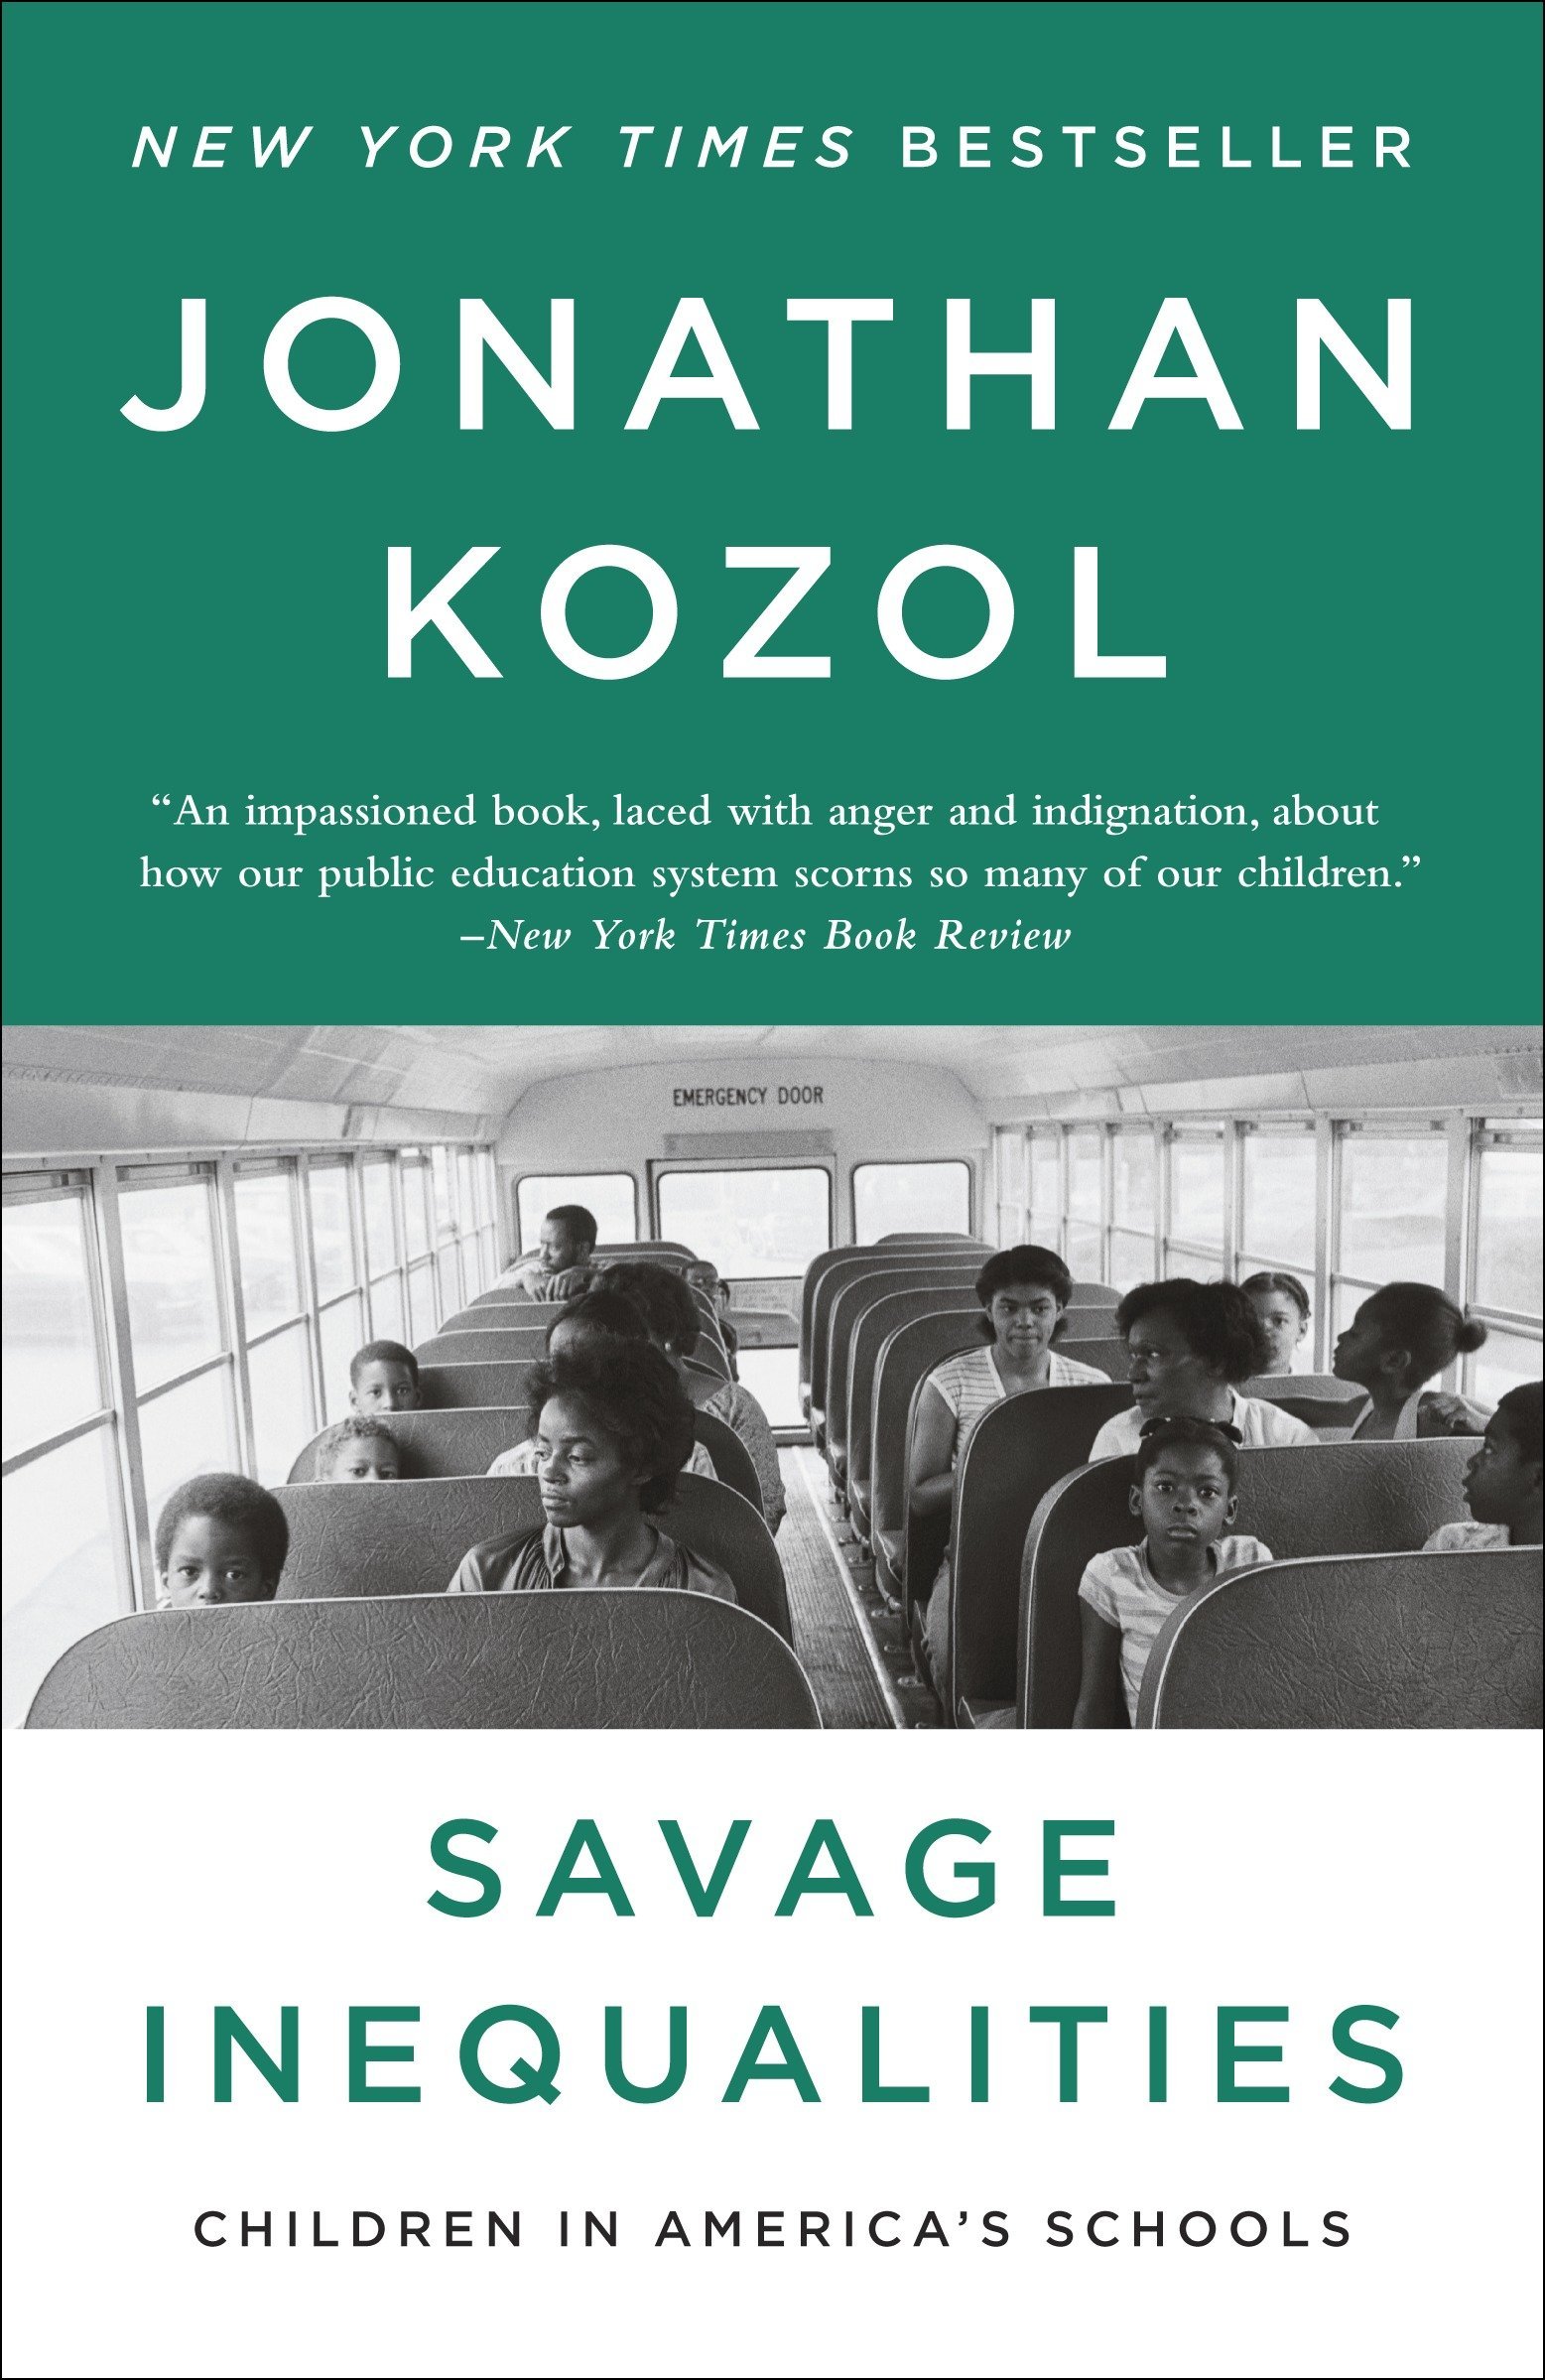 NEW YORK TIMES BESTSELLER
JONATHAN
KOZOL
“An impassioned book, laced with anger and indignation, about
how our public education system scorns so many of our children.”
–New York Times Book Review
EMERGENCY DOOR
SAVAGE
INEQUALITIES
CHILDREN IN AMERICA’S SCHOOLS